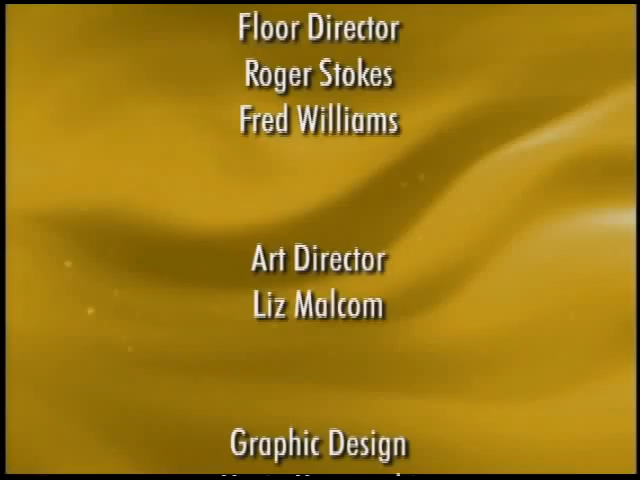 Floor Director
Roger Stokes
Fred Williams
Art Director
Liz Malcom
Graphic Design